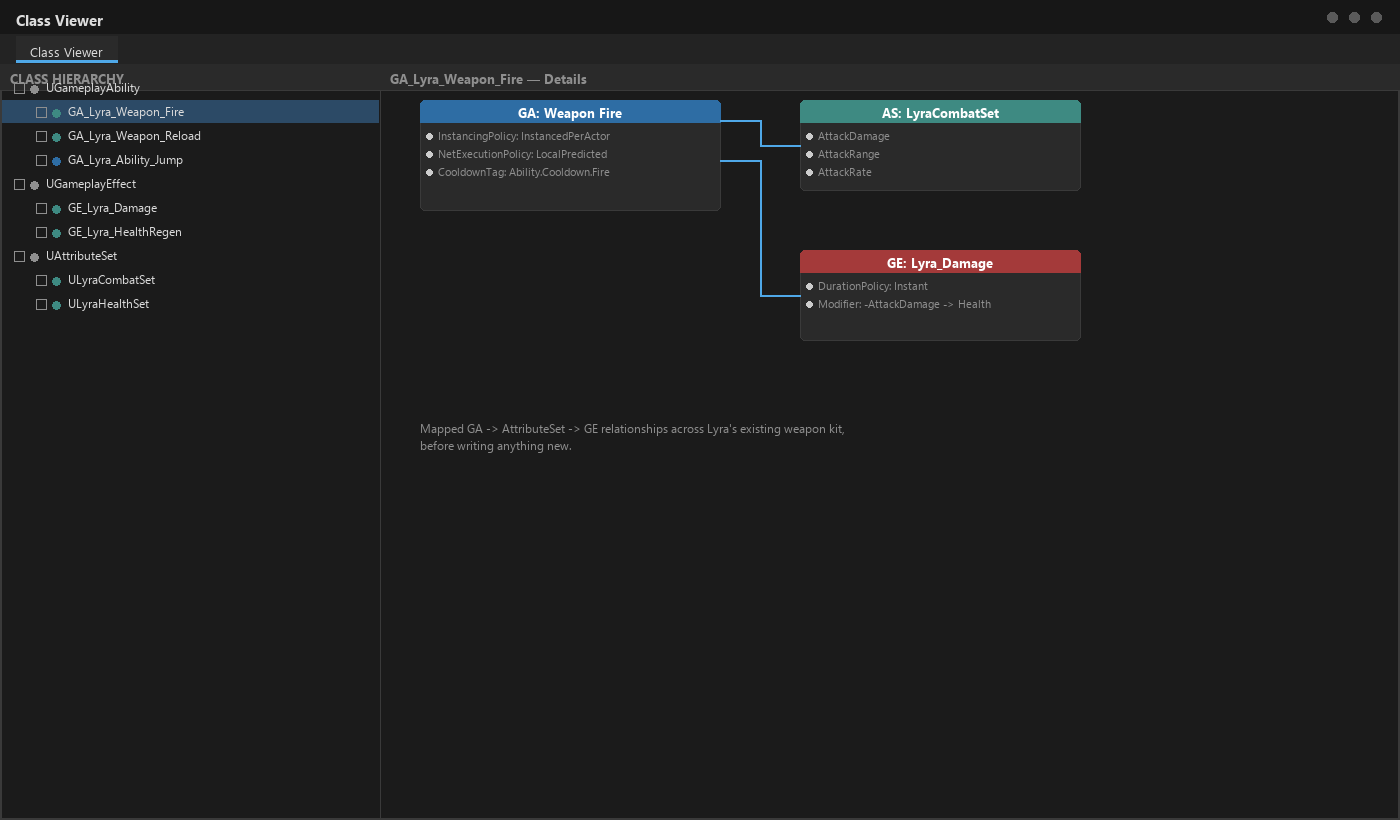 Class Viewer
Class Viewer
CLASS HIERARCHY
UGameplayAbility
GA_Lyra_Weapon_Fire
GA_Lyra_Weapon_Reload
GA_Lyra_Ability_Jump
UGameplayEffect
GE_Lyra_Damage
GE_Lyra_HealthRegen
UAttributeSet
ULyraCombatSet
ULyraHealthSet
GA_Lyra_Weapon_Fire — Details
GA: Weapon Fire
InstancingPolicy: InstancedPerActor
NetExecutionPolicy: LocalPredicted
CooldownTag: Ability.Cooldown.Fire
AS: LyraCombatSet
AttackDamage
AttackRange
AttackRate
GE: Lyra_Damage
DurationPolicy: Instant
Modifier: -AttackDamage -> Health
Mapped GA -> AttributeSet -> GE relationships across Lyra's existing weapon kit,
before writing anything new.